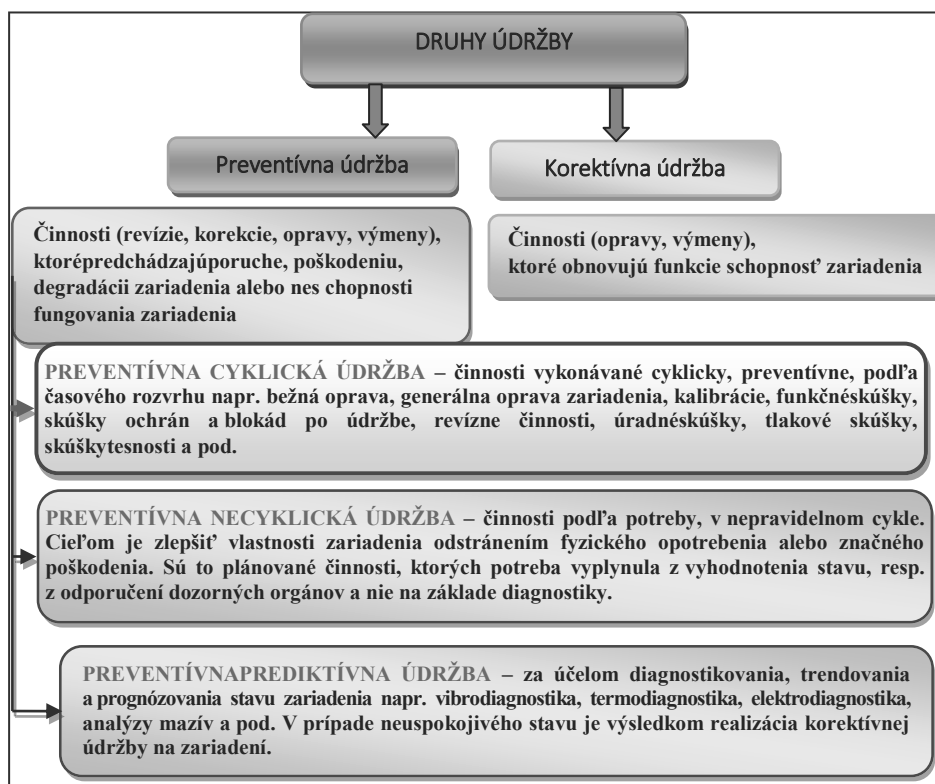 DRUHY ÚDRŽBY
Preventívna údržba
Korektívna údržba
Činnosti (revízie, korekcie, opravy, výmeny),
ktorépredchádzajúporuche, poškodeniu,
degradácii zariadenia alebo nes chopnosti
fungovania zariadenia
Činnosti (opravy, výmeny),
ktoré obnovujú funkcie schopnosť zariadenia
PREVENTÍVNA CYKLICKÁ ÚDRŽBA – činnosti vykonávané cyklicky, preventívne, podľa
časového rozvrhu napr. bežná oprava, generálna oprava zariadenia, kalibrácie, funkčnéskúšky,
skúšky ochrán a blokád po údržbe, revízne činnosti, úradnéskúšky, tlakové skúšky,
skúškytesnosti a pod.
PREVENTÍVNA NECYKLICKÁ ÚDRŽBA – činnosti podľa potreby, v nepravidelnom cykle.
Cieľom je zlepšiť vlastnosti zariadenia odstránením fyzického opotrebenia alebo značného
poškodenia. Sú to plánované činnosti, ktorých potreba vyplynula z vyhodnotenia stavu, resp.
z odporučení dozorných orgánov a nie na základe diagnostiky.
PREVENTÍVNAPREDIKTÍVNA ÚDRŽBA – za účelom diagnostikovania, trendovania
a prognózovania stavu zariadenia napr. vibrodiagnostika, termodiagnostika, elektrodiagnostika,
analýzy mazív a pod. V prípade neuspokojivého stavu je výsledkom realizácia korektívnej
údržby na zariadení.